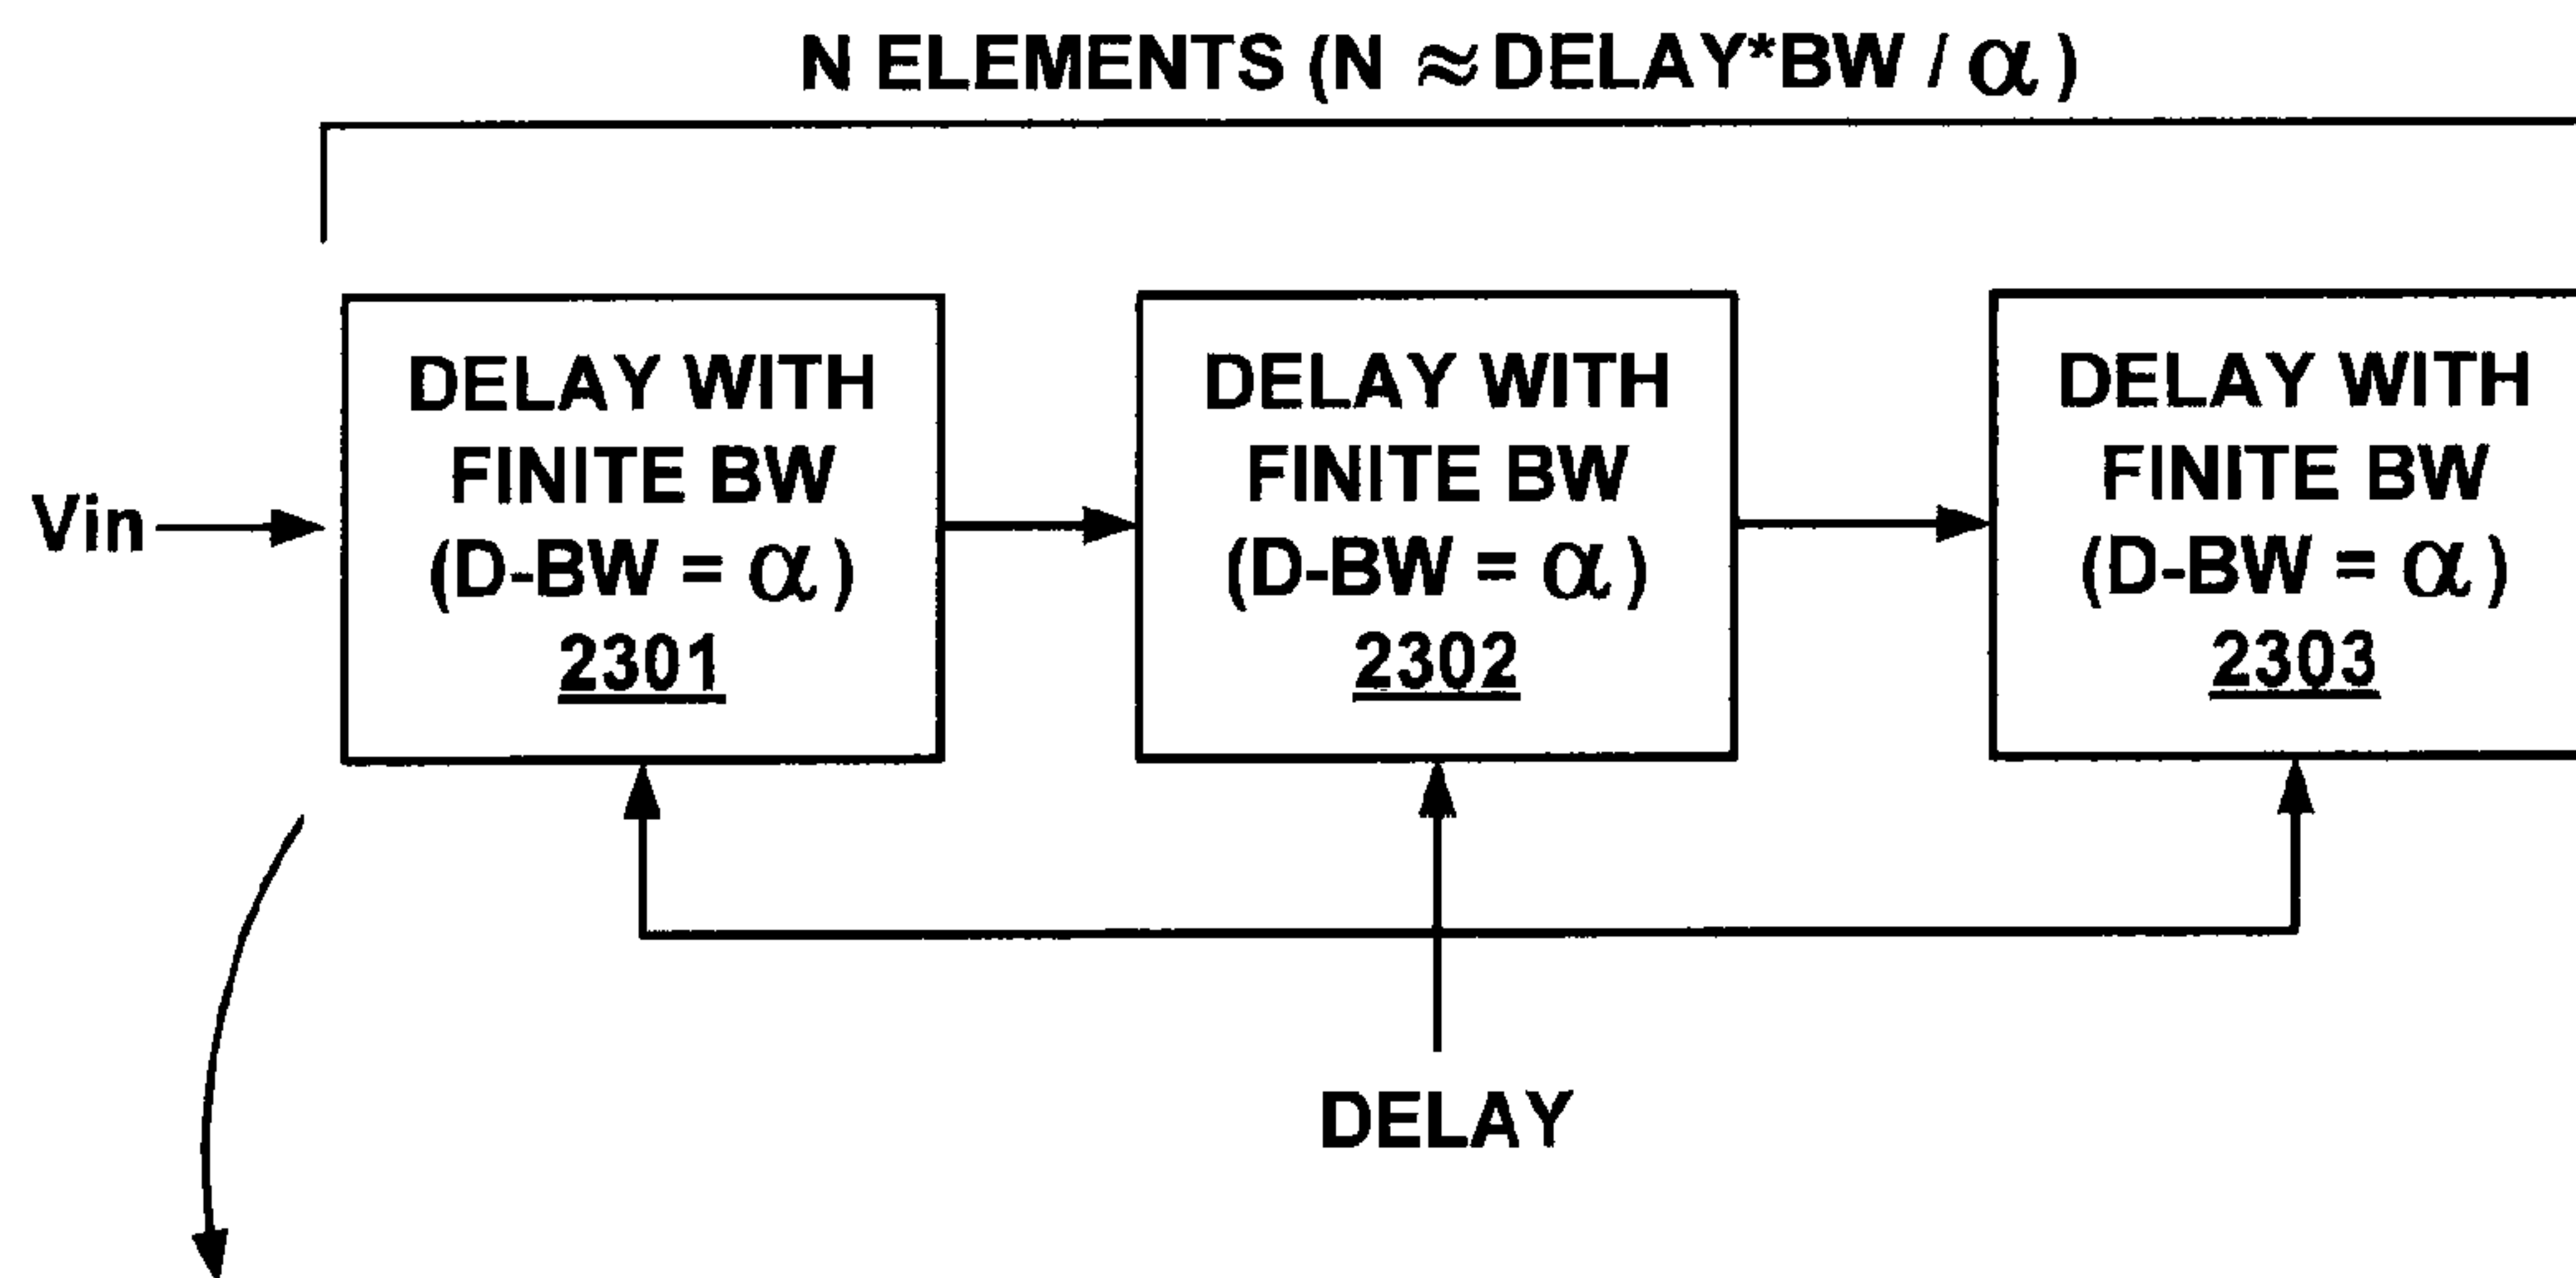 N ELEMENTS (N ≈ DELAY*BW / α)
DELAY WITH
FINITE BW
(D-BW = α)
2301
DELAY WITH
FINITE BW
(D-BW = α)
2302
DELAY WITH
FINITE BW
(D-BW = α)
2303
Vin
DELAY